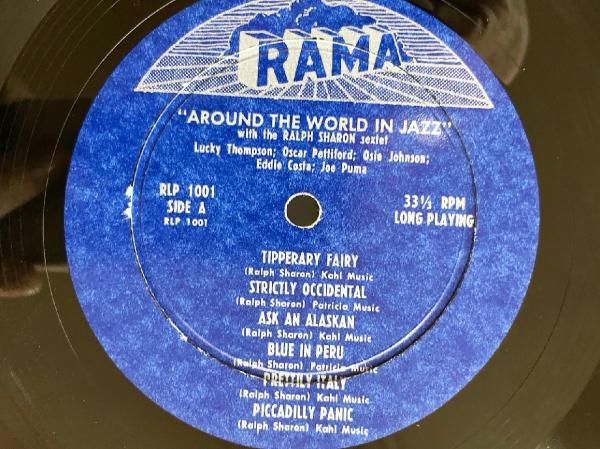 RAMA
"AROUND THE WORLD IN JAZZ"
with the RALPH SHARON sextet
Lucky Thompson; Oscar Pettiford; Osie Johnson;
Eddie Costa; Joe Puma
RLP 1001
SIDE A
RLP 1001
33⅓ RPM
LONG PLAYING
TIPPERARY FAIRY
(Ralph Sharon) Kahl Music
STRICTLY OCCIDENTAL
(Ralph Sharon) Patricia Music
ASK AN ALASKAN
(Ralph Sharon) Kahl Music
BLUE IN PERU
(Ralph Sharon) Patricia Music
PRETTILY ITALY
(Ralph Sharon) Kahl Music
PICCADILLY PANIC
(Ralph Sharon) Kahl Music